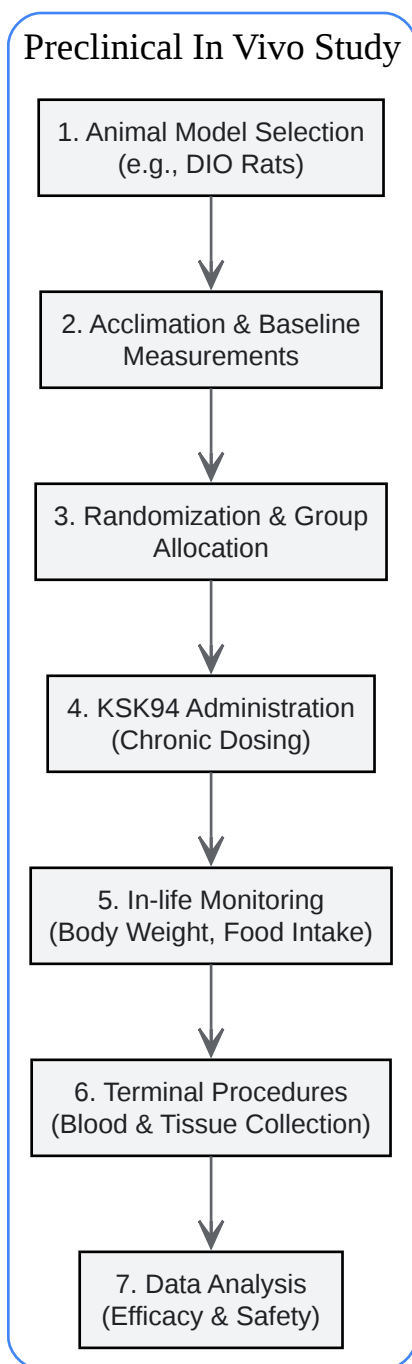 Preclinical In Vivo Study
1. Animal Model Selection
(e.g., DIO Rats)
2. Acclimation & Baseline
Measurements
3. Randomization & Group
Allocation
4. KSK94 Administration
(Chronic Dosing)
5. In-life Monitoring
(Body Weight, Food Intake)
6. Terminal Procedures
(Blood & Tissue Collection)
7. Data Analysis
(Efficacy & Safety)